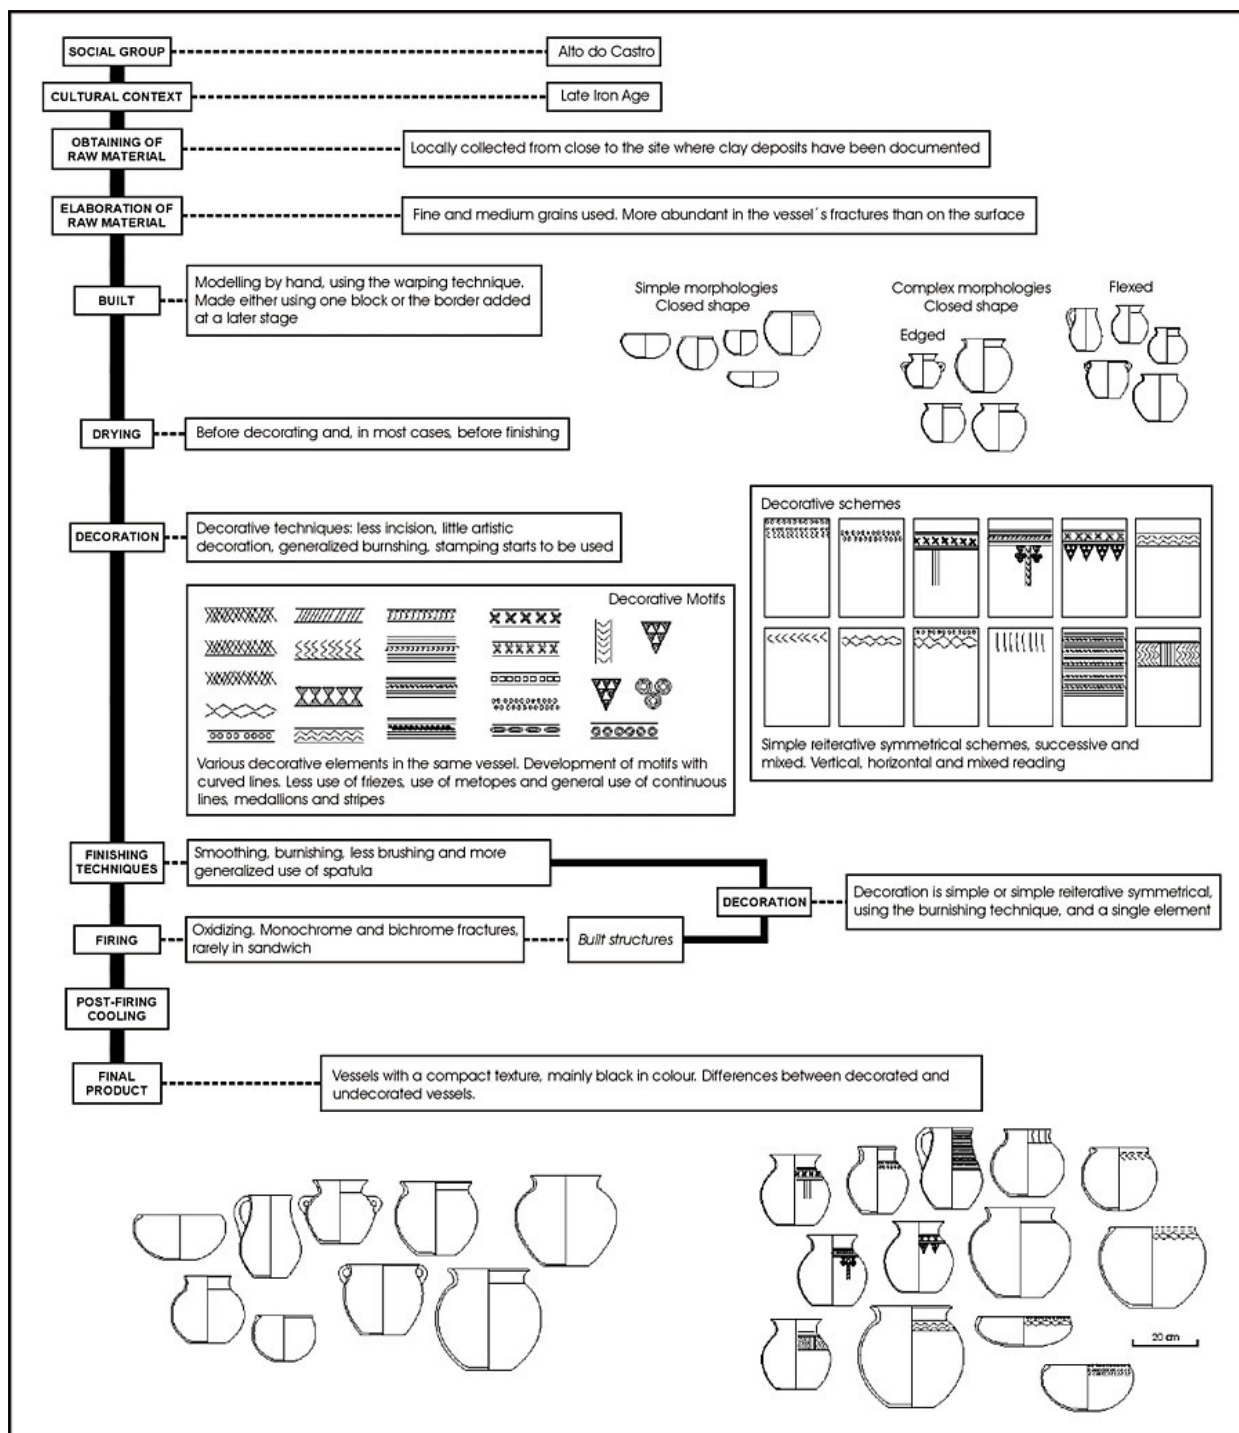 SOCIAL GROUP
Alto do Castro
CULTURAL CONTEXT
Late Iron Age
OBTAINING OF
RAW MATERIAL
Locally collected from close to the site where clay deposits have been documented
ELABORATION OF
RAW MATERIAL
Fine and medium grains used. More abundant in the vessel´s fractures than on the surface
BUILT
Modelling by hand, using the warping technique.
Made either using one block or the border added
at a later stage
Simple morphologies
Closed shape
Complex morphologies
Closed shape
Edged
Flexed
DRYING
Before decorating and, in most cases, before finishing
DECORATION
Decorative techniques: less incision, little artistic
decoration, generalized burnshing, stamping starts to be used
Decorative schemes
Simple reiterative symmetrical schemes, successive and
mixed. Vertical, horizontal and mixed reading
Decorative Motifs
Various decorative elements in the same vessel. Development of motifs with
curved lines. Less use of friezes, use of metopes and general use of continuous
lines, medallions and stripes
FINISHING
TECHNIQUES
Smoothing, burnishing, less brushing and more
generalized use of spatula
DECORATION
Decoration is simple or simple reiterative symmetrical,
using the burnishing technique, and a single element
FIRING
Oxidizing. Monochrome and bichrome fractures,
rarely in sandwich
Built structures
POST-FIRING
COOLING
FINAL
PRODUCT
Vessels with a compact texture, mainly black in colour. Differences between decorated and
undecorated vessels.
20 cm